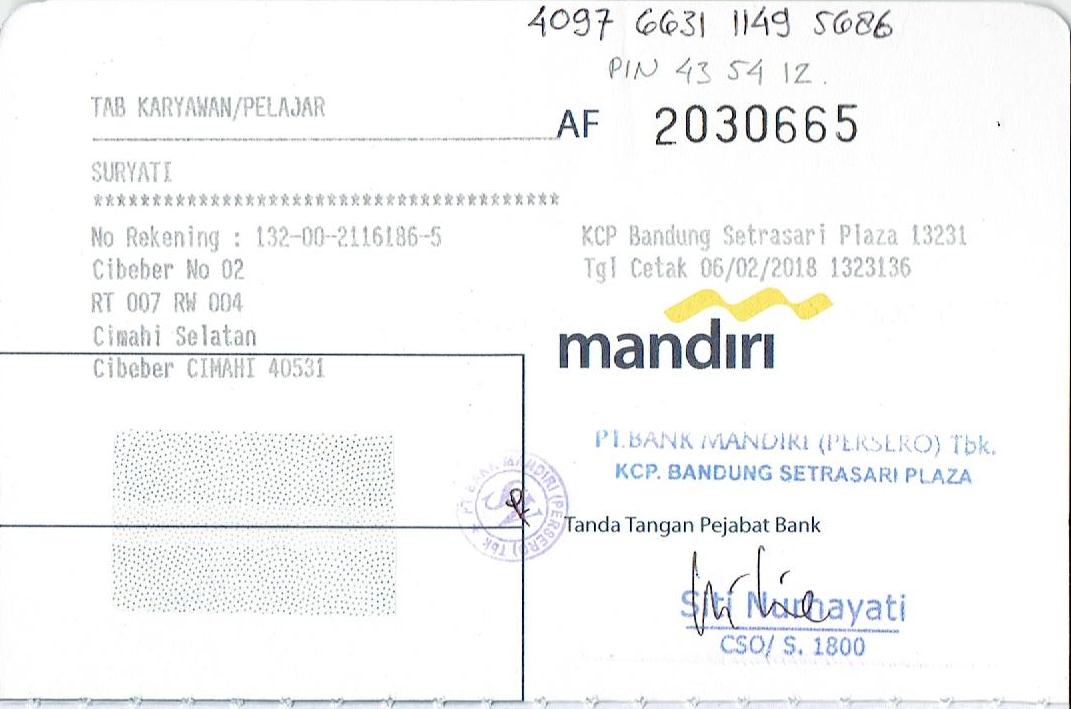 4097 6631 1149 5686
PIN 43 54 12.
TAB KARYAWAN/PELAJAR
AF 2030665
SURYATI
****************************************
No Rekening : 132-00-2116186-5
Cibeber No 02
RT 007 RW 004
Cimahi Selatan
Cibeber CIMAHI 40531
KCP Bandung Setrasari Plaza 13231
Tgl Cetak 06/02/2018 1323136
mandiri
PT.BANK MANDIRI (PERSERO) Tbk.
KCP. BANDUNG SETRASARI PLAZA
PT BANK MANDIRI (PERSERO) Tbk
Tanda Tangan Pejabat Bank
Siti Nurhayati
CSO/ S. 1800